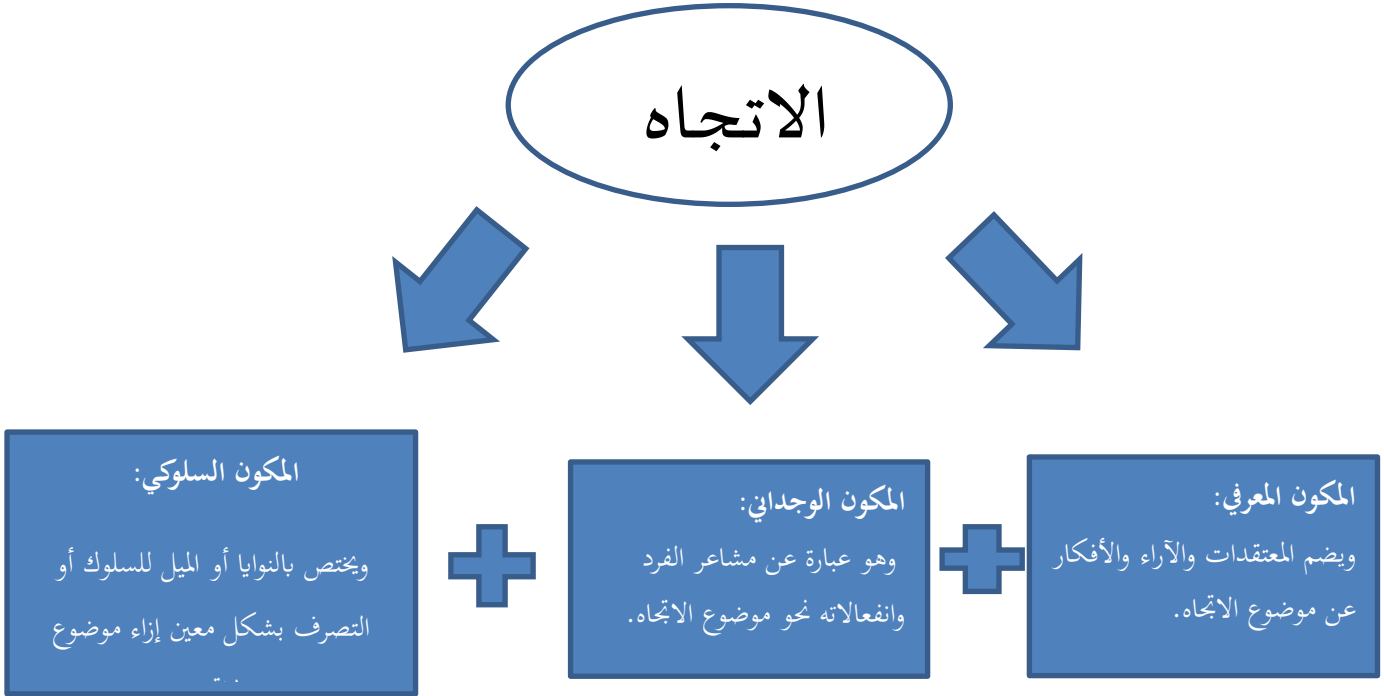 الاتجاه
المكون المعرفي:
ويضم المعتقدات والآراء والأفكار
عن موضوع الاتجاه.
المكون الوجداني:
وهو عبارة عن مشاعر الفرد
وانفعالاته نحو موضوع الاتجاه.
المكون السلوكي:
ويختص بالنوايا أو الميل للسلوك أو
التصرف بشكل معين إزاء موضوع